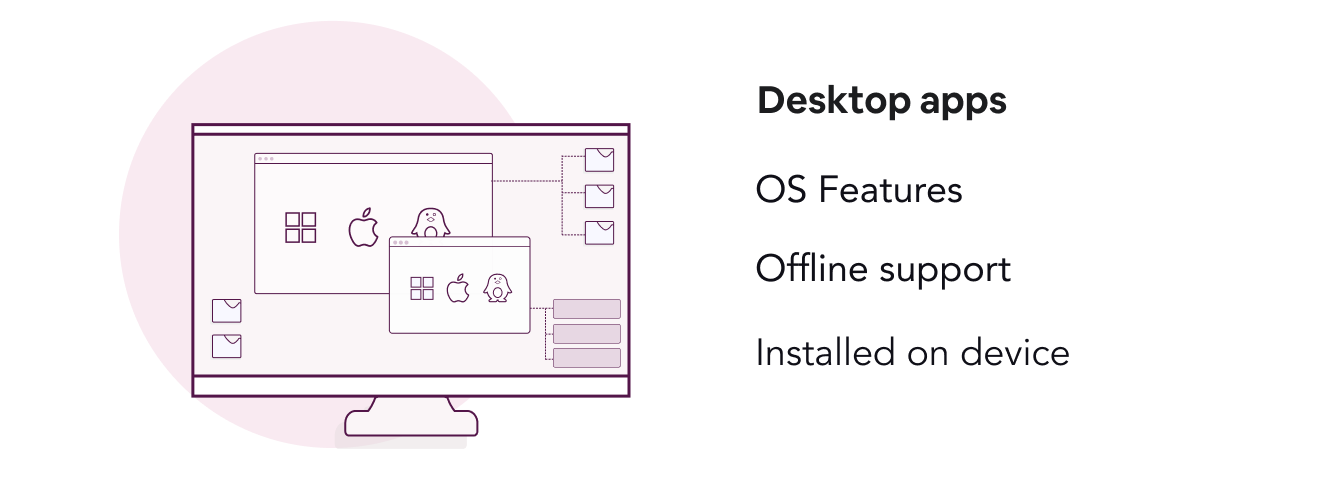 Desktop apps
OS Features
Offline support
Installed on device